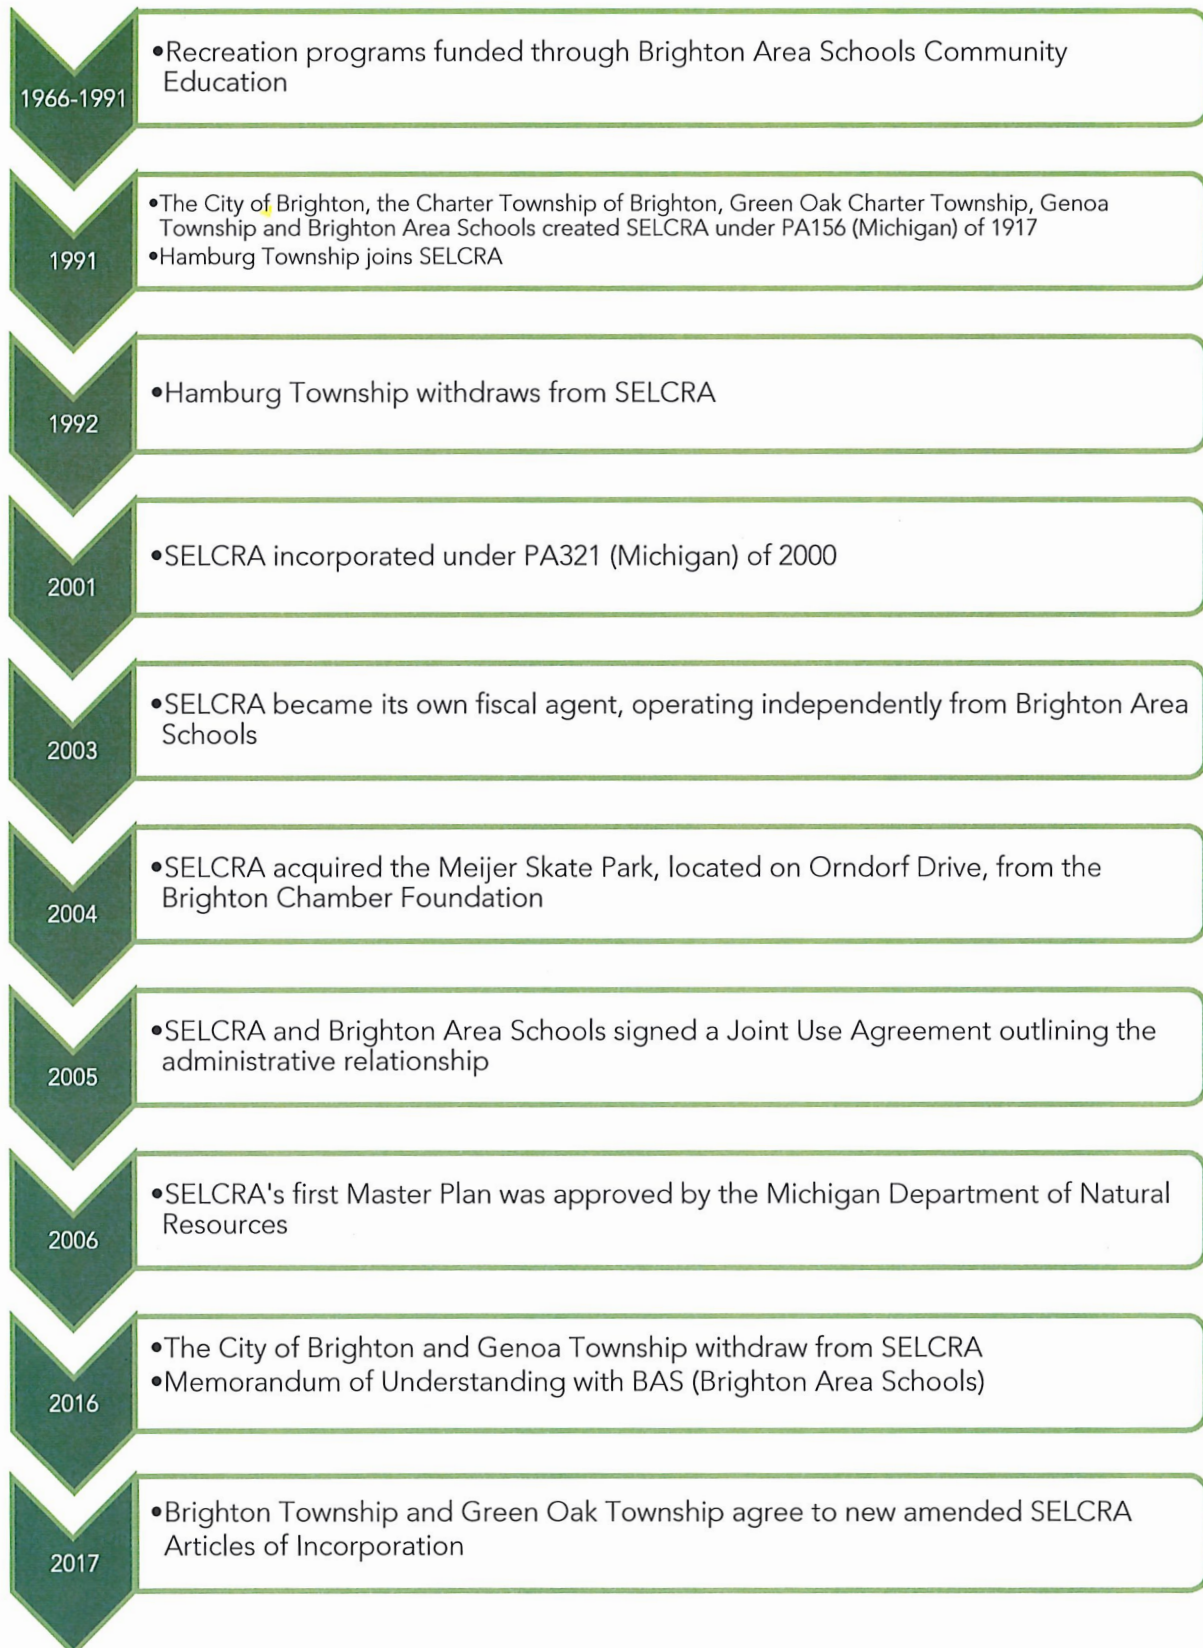 1966-1991
•Recreation programs funded through Brighton Area Schools Community
Education
1991
•The City of Brighton, the Charter Township of Brighton, Green Oak Charter Township, Genoa
Township and Brighton Area Schools created SELCRA under PA156 (Michigan) of 1917
•Hamburg Township joins SELCRA
1992
•Hamburg Township withdraws from SELCRA
2001
•SELCRA incorporated under PA321 (Michigan) of 2000
2003
•SELCRA became its own fiscal agent, operating independently from Brighton Area
Schools
2004
•SELCRA acquired the Meijer Skate Park, located on Orndorf Drive, from the
Brighton Chamber Foundation
2005
•SELCRA and Brighton Area Schools signed a Joint Use Agreement outlining the
administrative relationship
2006
•SELCRA's first Master Plan was approved by the Michigan Department of Natural
Resources
2016
•The City of Brighton and Genoa Township withdraw from SELCRA
•Memorandum of Understanding with BAS (Brighton Area Schools)
2017
•Brighton Township and Green Oak Township agree to new amended SELCRA
Articles of Incorporation